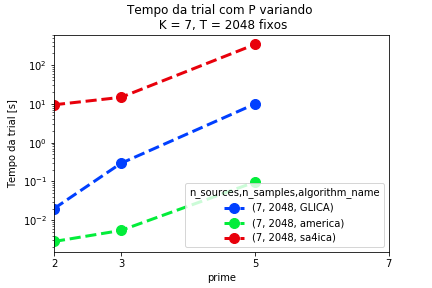 Tempo da trial com P variando
K = 7, T = 2048 fixos
Tempo da trial [s]
10²
10¹
10⁰
10⁻¹
10⁻²
n_sources,n_samples,algorithm_name
(7, 2048, GLICA)
(7, 2048, america)
(7, 2048, sa4ica)
2 3 5 7
prime